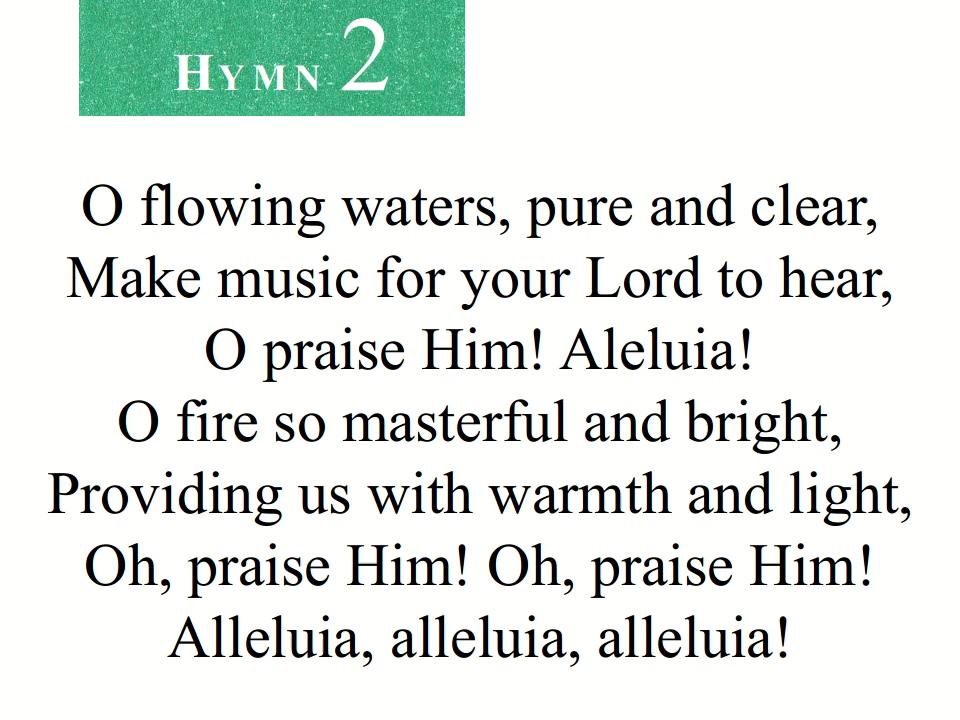 HYMN 2
O flowing waters, pure and clear,
Make music for your Lord to hear,
O praise Him! Aleluia!
O fire so masterful and bright,
Providing us with warmth and light,
Oh, praise Him! Oh, praise Him!
Alleluia, alleluia, alleluia!